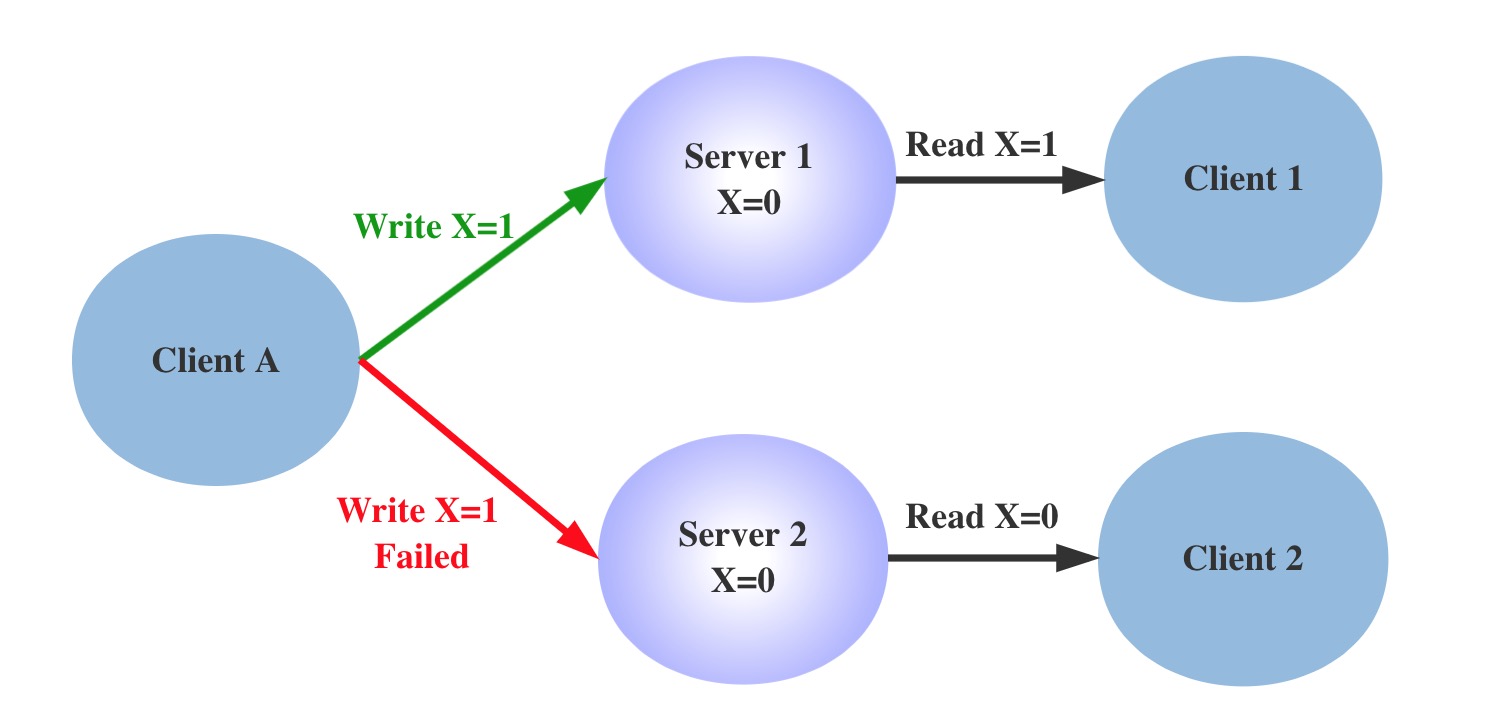 Client A
Write X=1
Server 1
X=0
Read X=1
Client 1
Write X=1
Failed
Server 2
X=0
Read X=0
Client 2